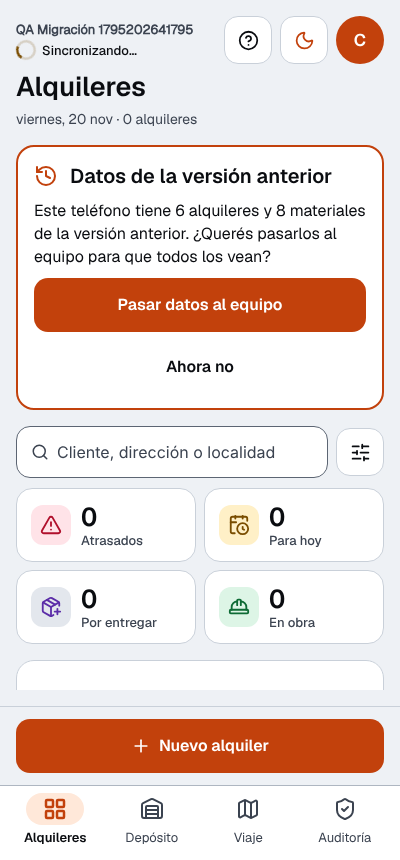 QA Migración 1795202641795
Sincronizando...
C
Alquileres
viernes, 20 nov · 0 alquileres
Datos de la versión anterior
Este teléfono tiene 6 alquileres y 8 materiales
de la versión anterior. ¿Querés pasarlos al
equipo para que todos los vean?
Pasar datos al equipo
Ahora no
Cliente, dirección o localidad
0
Atrasados
0
Para hoy
0
Por entregar
0
En obra
Nuevo alquiler
Alquileres
Depósito
Viaje
Auditoría